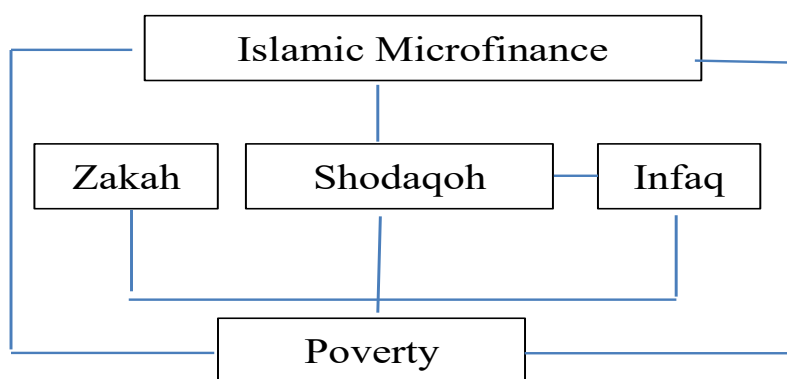 Islamic Microfinance
Zakah
Shodaqoh
Infaq
Poverty